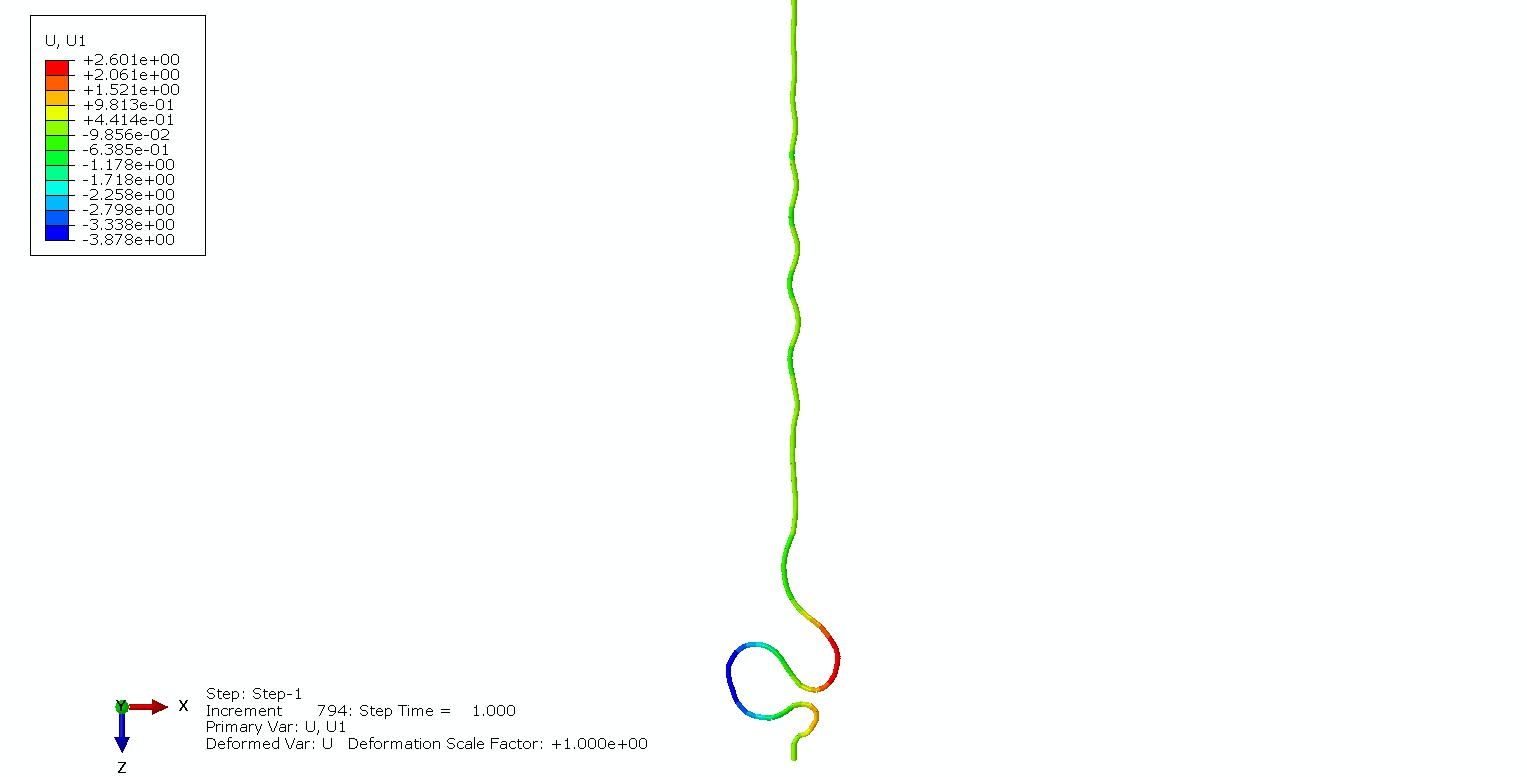 U, U1
+2.601e+00
+2.061e+00
+1.521e+00
+9.813e-01
+4.414e-01
-9.856e-02
-6.385e-01
-1.178e+00
-1.718e+00
-2.258e+00
-2.798e+00
-3.338e+00
-3.878e+00
Step: Step-1
Increment 794: Step Time = 1.000
Primary Var: U, U1
Deformed Var: U Deformation Scale Factor: +1.000e+00
Y
X
Z